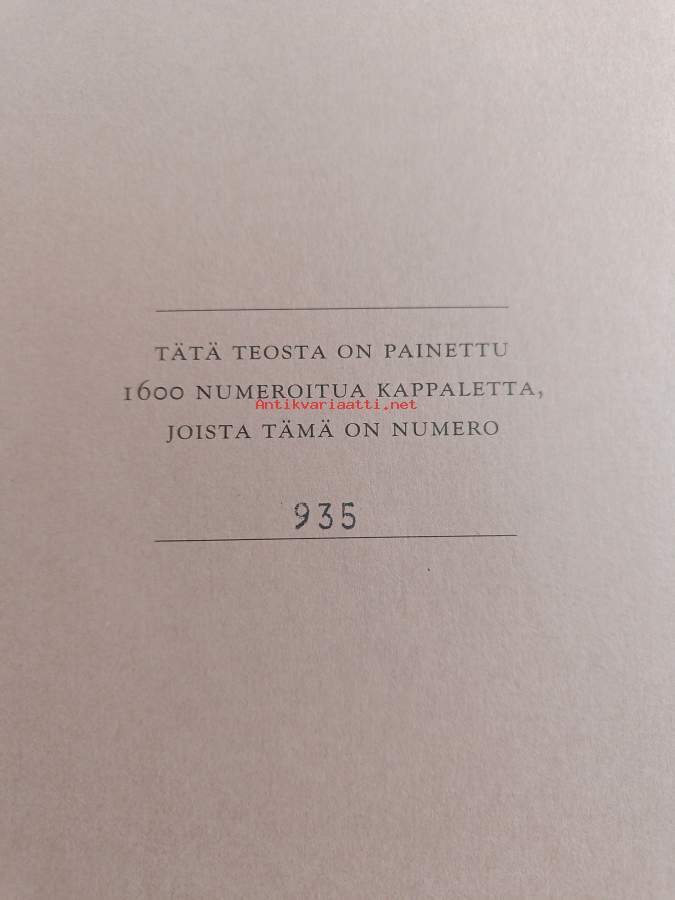 TÄTÄ TEOSTA ON PAINETTU
1600 NUMEROITUA KAPPALETTA,
Antikvariaatti.net
JOISTA TÄMÄ ON NUMERO
935